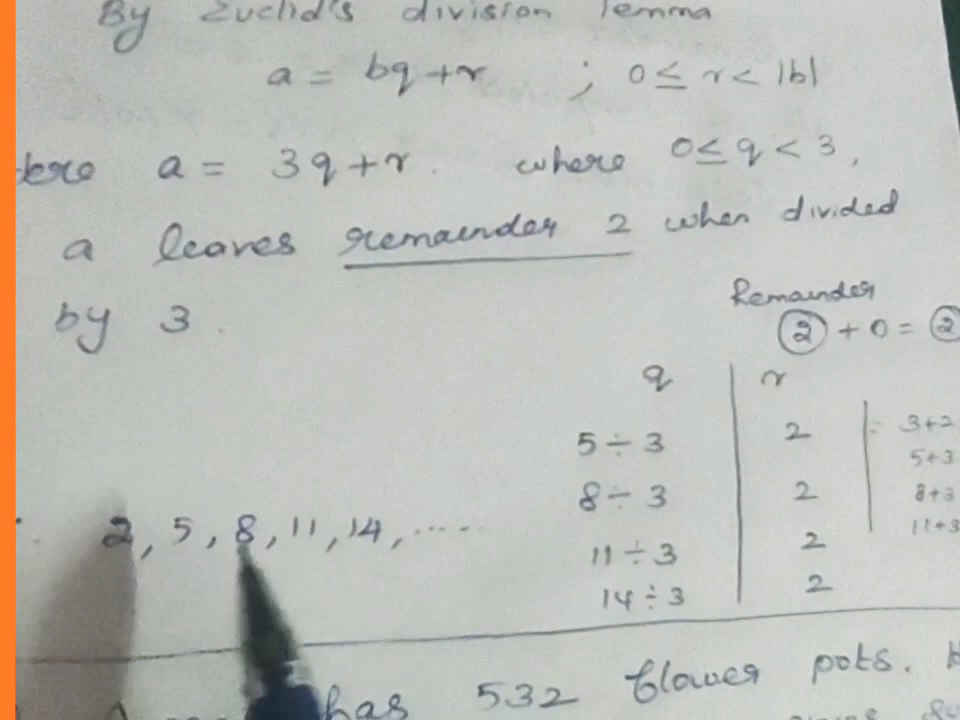 By Euclid's division lemma
a = bq + r ; 0 ≤ r < |b|
a = 3q + r. where 0 ≤ q < 3,
a leaves remainder 2 when divided
by 3.
Remainder
2 + 0 = 2
q r
5 ÷ 3 2 3+2
5+3
8 ÷ 3 2 8+3
2, 5, 8, 11, 14, ..... 11+3
11 ÷ 3 2
14 ÷ 3 2
has 532 flower pots.